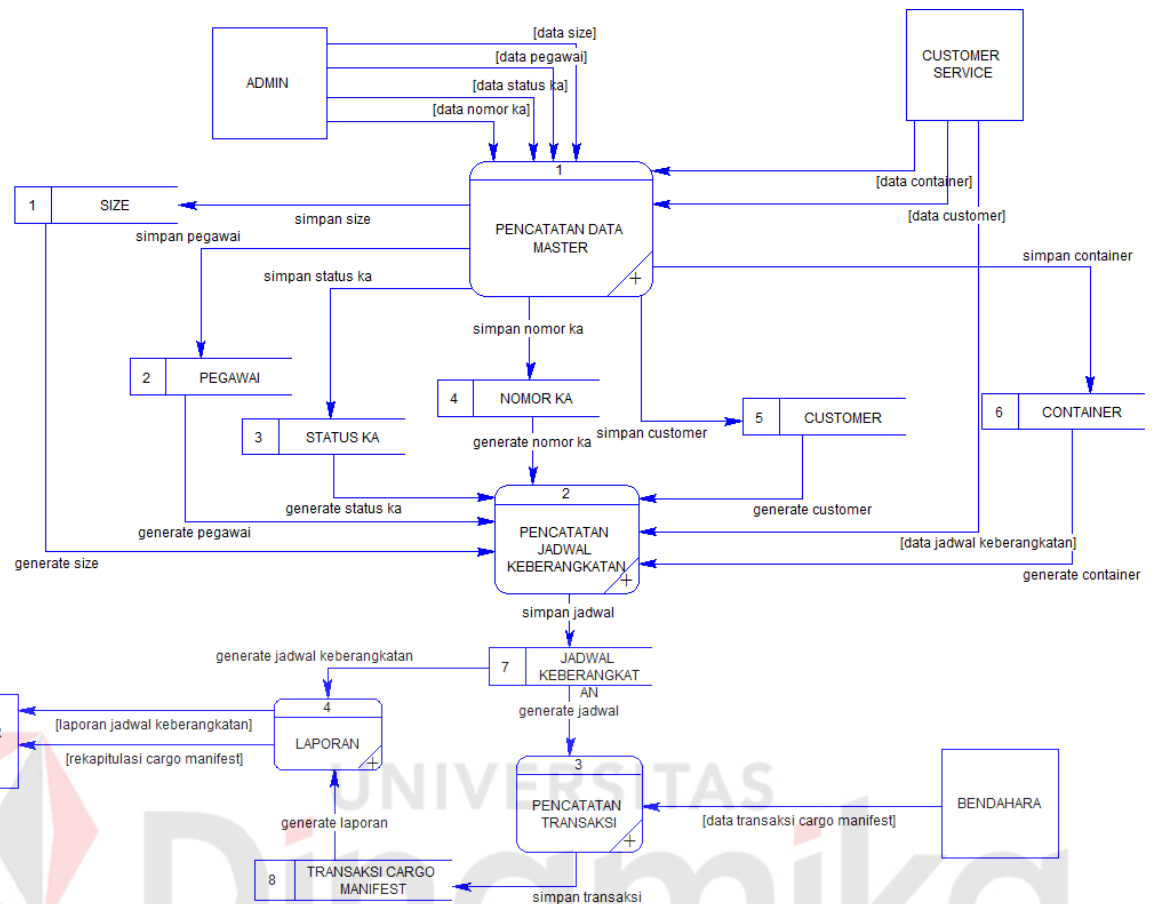 [data size]
[data pegawai]
[data status ka]
[data nomor ka]
ADMIN
CUSTOMER
SERVICE
1
PENCATATAN DATA
MASTER
+
[data container]
[data customer]
1
SIZE
simpan size
simpan pegawai
simpan status ka
simpan container
simpan nomor ka
2
PEGAWAI
4
NOMOR KA
3
STATUS KA
simpan customer
5
CUSTOMER
6
CONTAINER
generate nomor ka
generate status ka
generate pegawai
generate size
2
PENCATATAN
JADWAL
KEBERANGKATAN
+
generate customer
[data jadwal keberangkatan]
generate container
simpan jadwal
generate jadwal keberangkatan
7
JADWAL
KEBERANGKAT
AN
generate jadwal
4
LAPORAN
+
[laporan jadwal keberangkatan]
[rekapitulasi cargo manifest]
3
PENCATATAN
TRANSAKSI
+
BENDAHARA
[data transaksi cargo manifest]
generate laporan
8
TRANSAKSI CARGO
MANIFEST
simpan transaksi
UNIVERSITAS
Dinamika